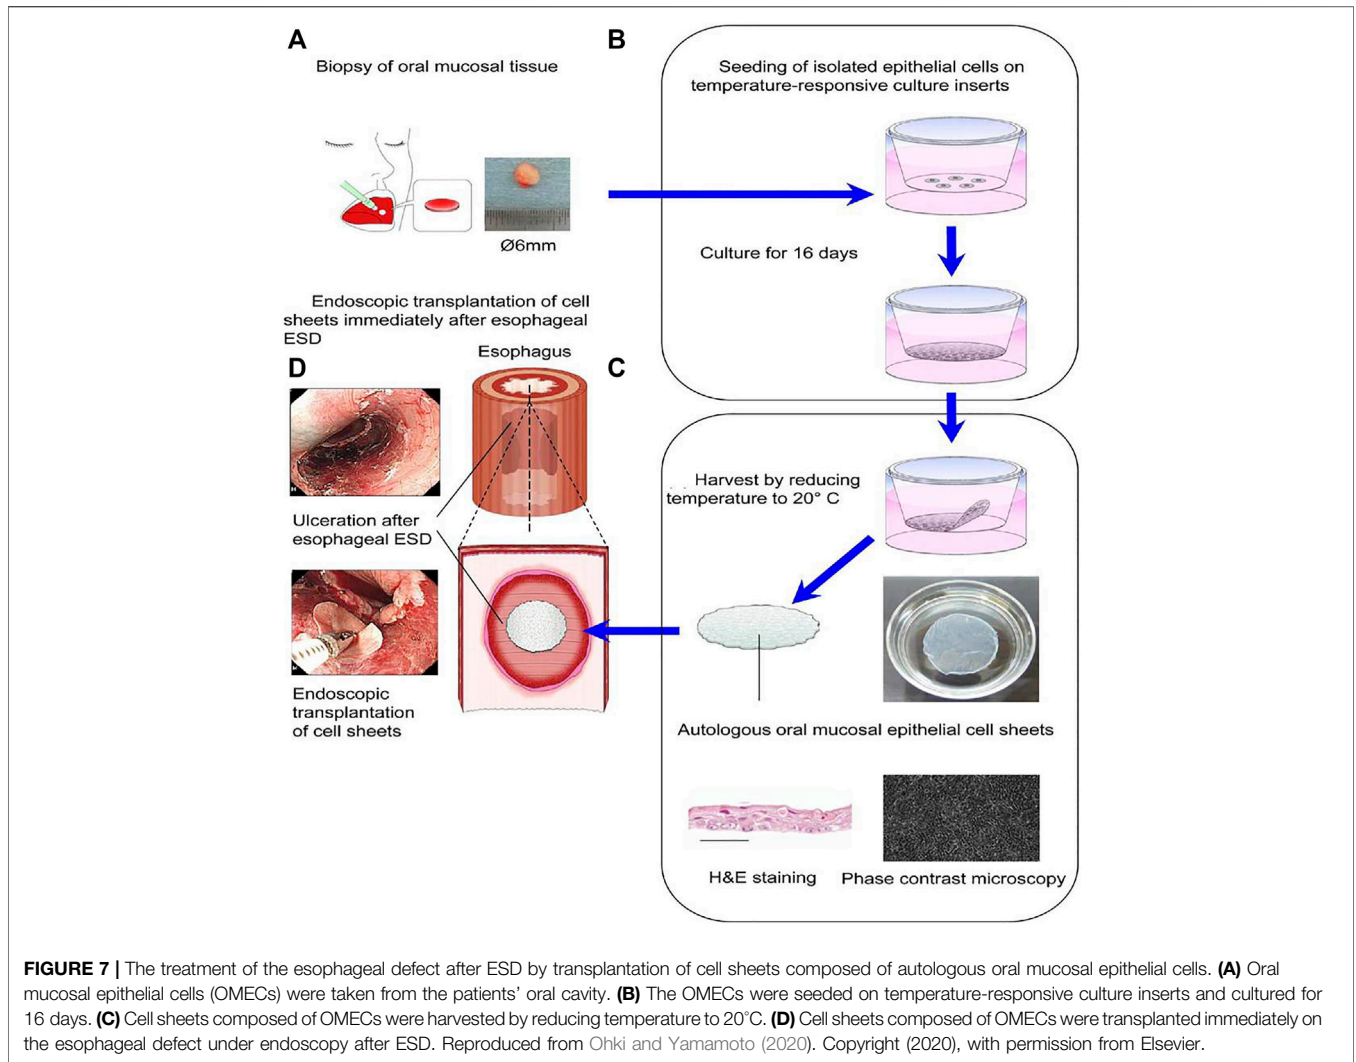 A
Biopsy of oral mucosal tissue
Ø6mm
B
Seeding of isolated epithelial cells on
temperature-responsive culture inserts
Culture for 16 days
C
Harvest by reducing
temperature to 20° C
Autologous oral mucosal epithelial cell sheets
H&E staining
Phase contrast microscopy
Endoscopic transplantation of cell
sheets immediately after esophageal
ESD
D
Esophagus
Ulceration after
esophageal ESD
Endoscopic
transplantation
of cell sheets
FIGURE 7 | The treatment of the esophageal defect after ESD by transplantation of cell sheets composed of autologous oral mucosal epithelial cells. (A) Oral
mucosal epithelial cells (OMECs) were taken from the patients' oral cavity. (B) The OMECs were seeded on temperature-responsive culture inserts and cultured for
16 days. (C) Cell sheets composed of OMECs were harvested by reducing temperature to 20°C. (D) Cell sheets composed of OMECs were transplanted immediately on
the esophageal defect under endoscopy after ESD. Reproduced from Ohki and Yamamoto (2020). Copyright (2020), with permission from Elsevier.